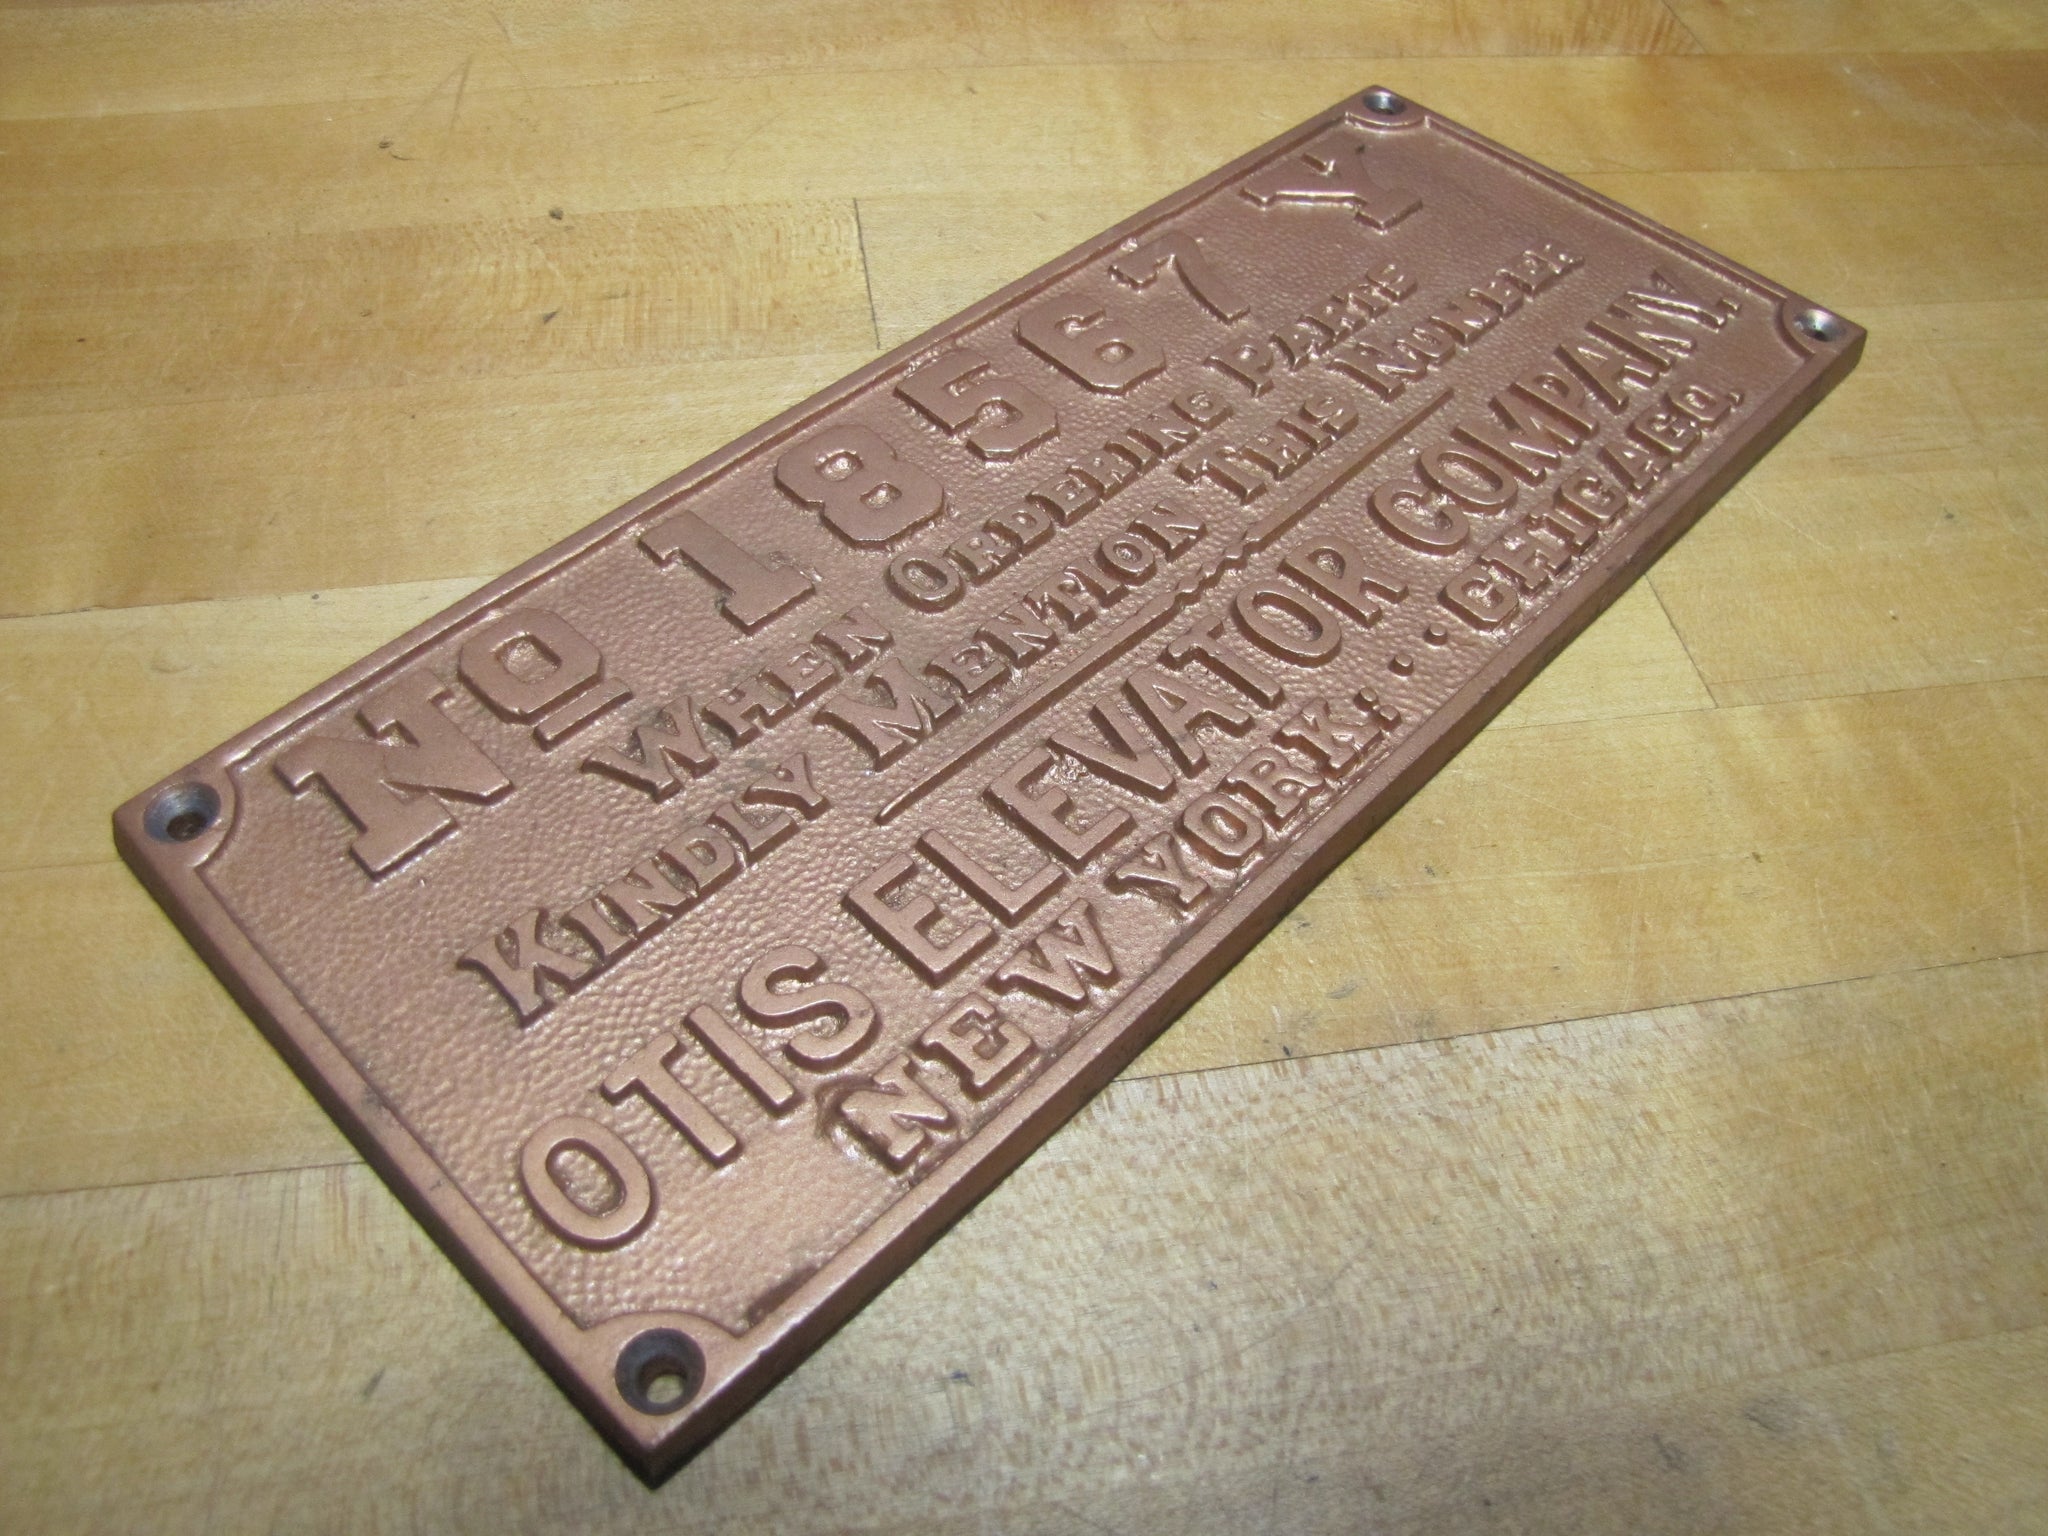 No 18567 Y
WHEN ORDERING PARTS
KINDLY MENTION THIS NUMBER
OTIS ELEVATOR COMPANY.
NEW YORK: . . CHICAGO,